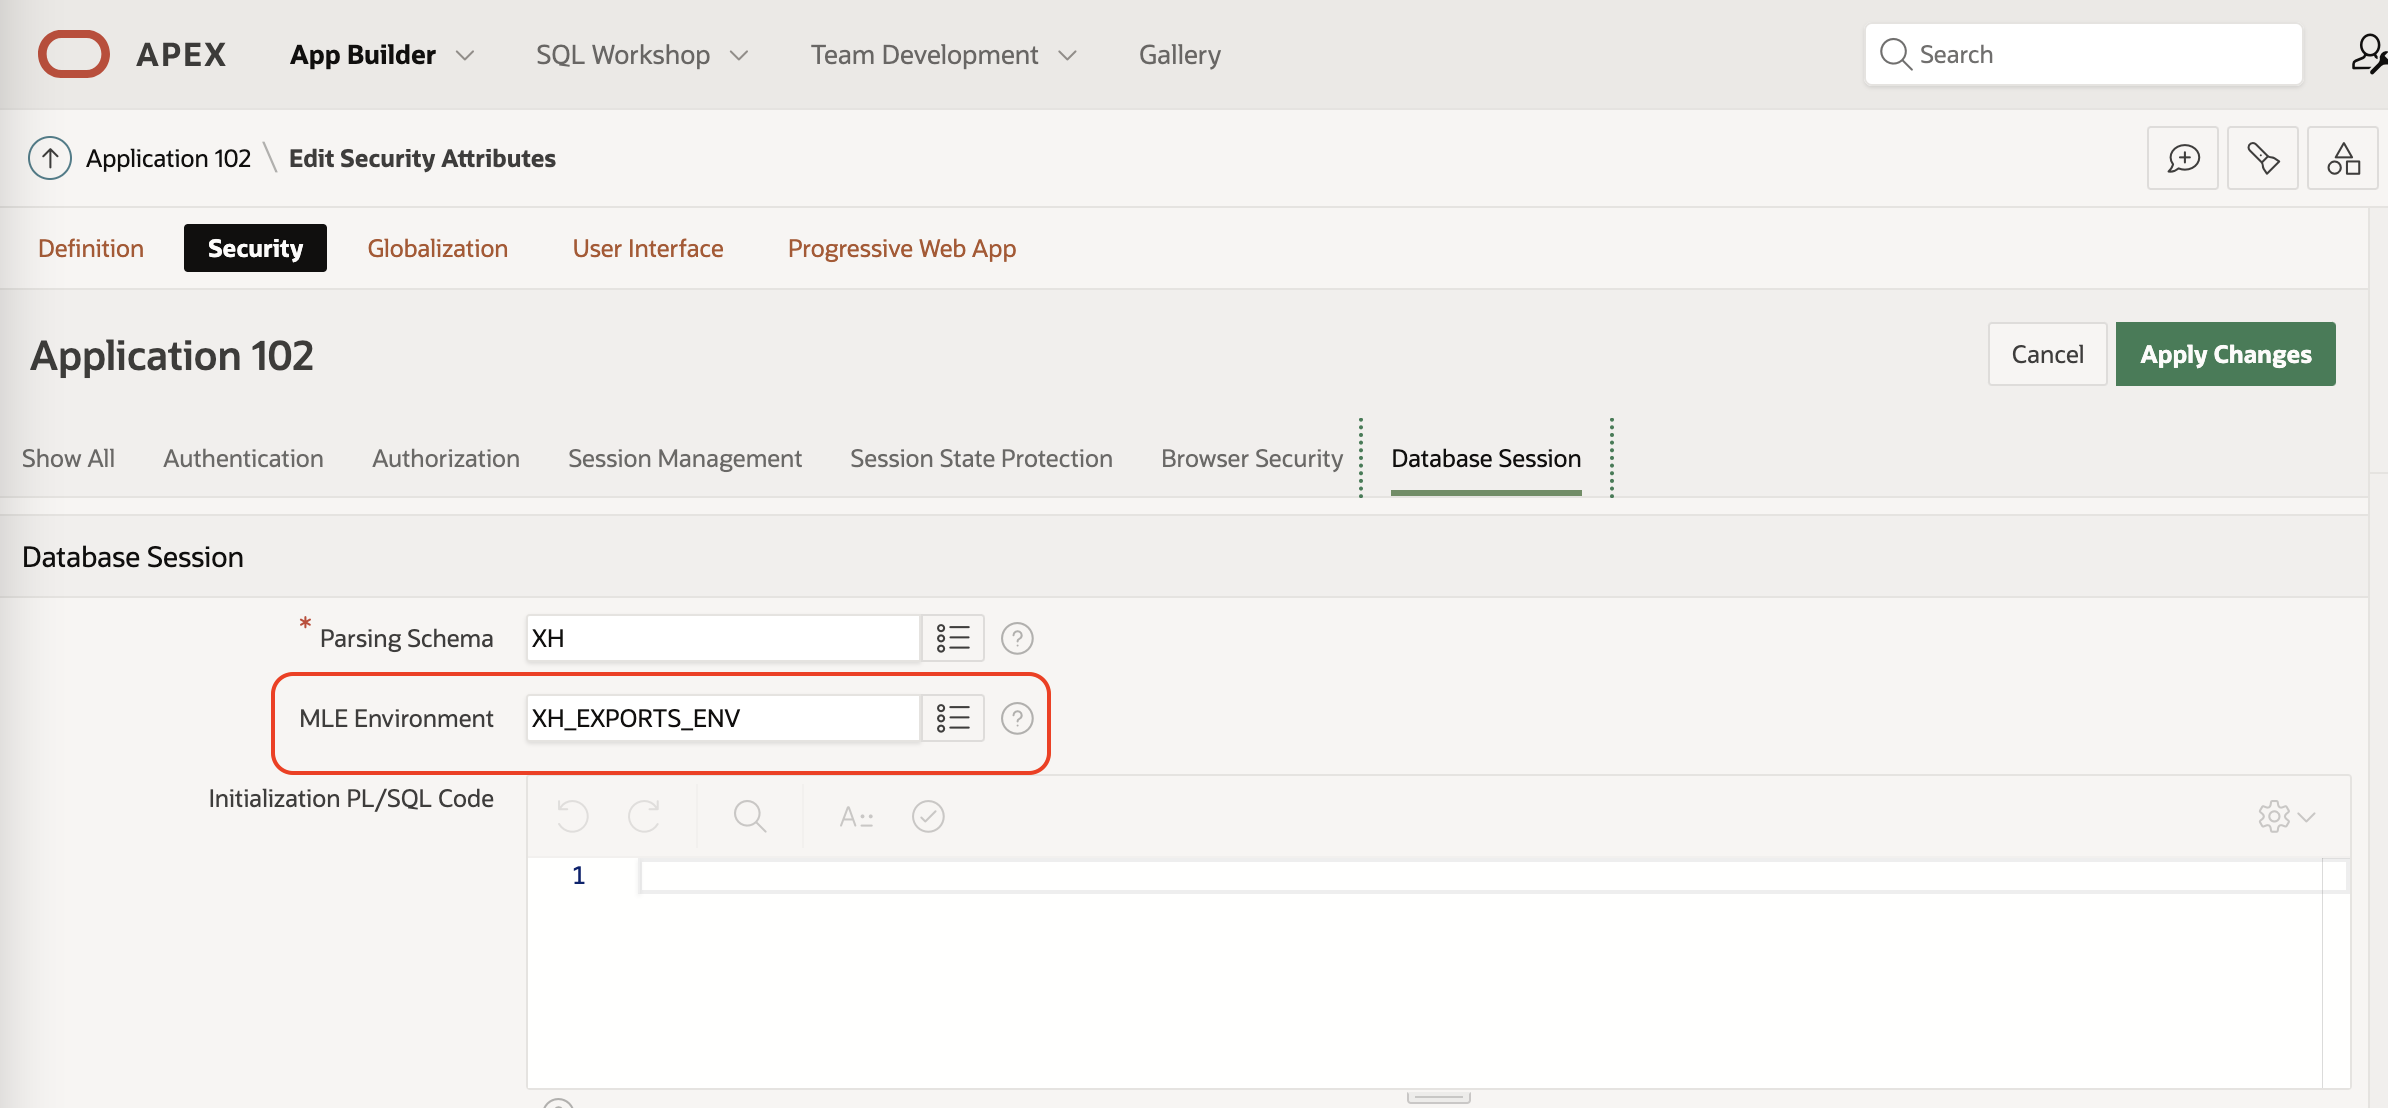 APEX App Builder SQL Workshop Team Development Gallery Search
Application 102 \ Edit Security Attributes
Definition Security Globalization User Interface Progressive Web App
Application 102 Cancel Apply Changes
Show All Authentication Authorization Session Management Session State Protection Browser Security Database Session
Database Session
* Parsing Schema XH ?
MLE Environment XH_EXPORTS_ENV ?
Initialization PL/SQL Code
1